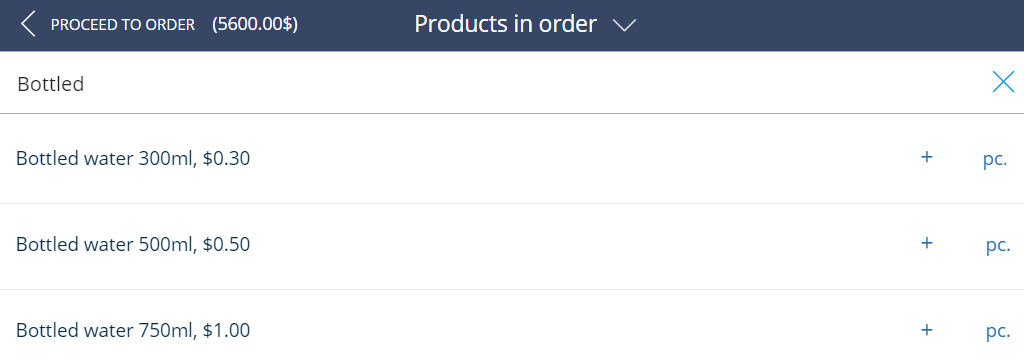 PROCEED TO ORDER (5600.00$) Products in order
Bottled
Bottled water 300ml, $0.30 + pc.
Bottled water 500ml, $0.50 + pc.
Bottled water 750ml, $1.00 + pc.